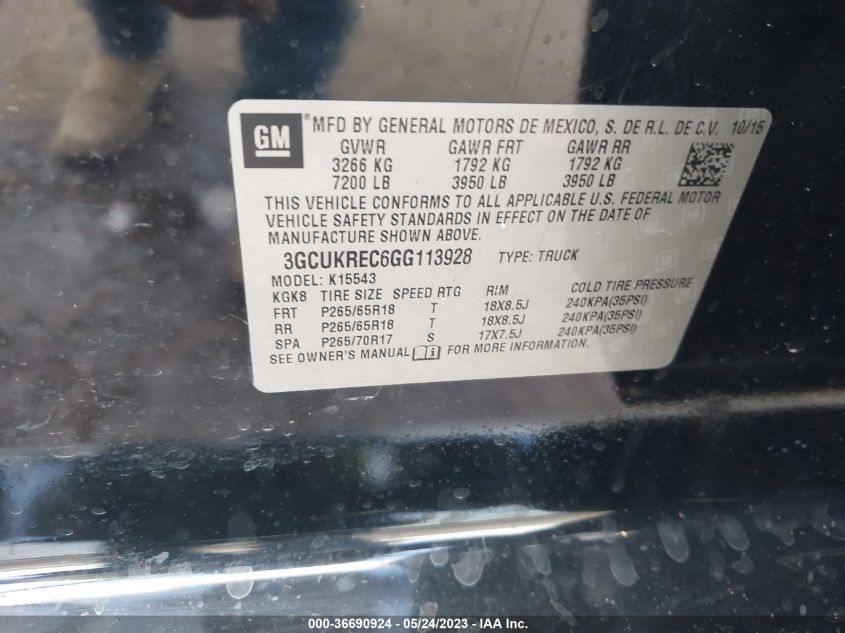 GM ®MFD BY GENERAL MOTORS DE MEXICO, S. DE R.L. DE C.V. 10/15
GVWR GAWR FRT GAWR RR
3266 KG 1792 KG 1792 KG
7200 LB 3950 LB 3950 LB
THIS VEHICLE CONFORMS TO ALL APPLICABLE U.S. FEDERAL MOTOR
VEHICLE SAFETY STANDARDS IN EFFECT ON THE DATE OF
MANUFACTURE SHOWN ABOVE.
3GCUKREC6GG113928 TYPE: TRUCK
MODEL: K15543
KGK8 TIRE SIZE SPEED RTG RIM COLD TIRE PRESSURE
FRT P265/65R18 T 18X8.5J 240KPA(35PSI)
RR P265/65R18 T 18X8.5J 240KPA(35PSI)
SPA P265/70R17 S 17X7.5J 240KPA(35PSI)
SEE OWNER'S MANUAL FOR MORE INFORMATION.
000-36690924 - 05/24/2023 - IAA Inc.